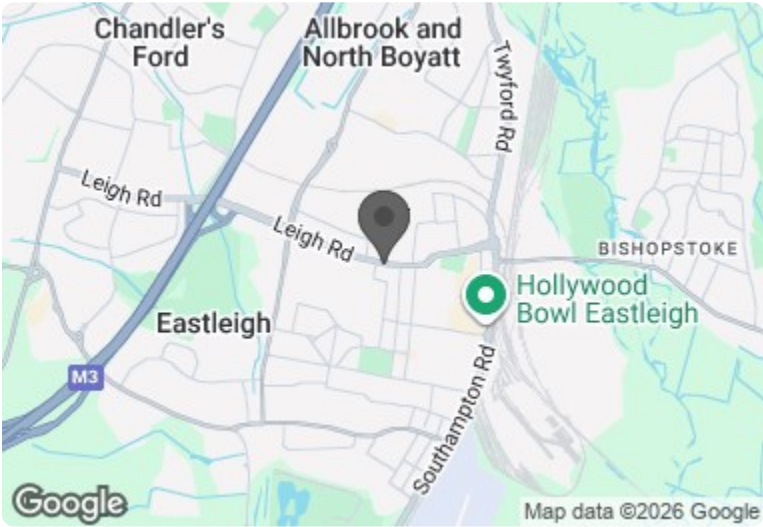 Chandler's
Ford
Allbrook and
North Boyatt
Twyford Rd
Leigh Rd
Leigh Rd
BISHOPSTOKE
Hollywood
Bowl Eastleigh
Eastleigh
M3
Southampton Rd
Google
Map data ©2026 Google